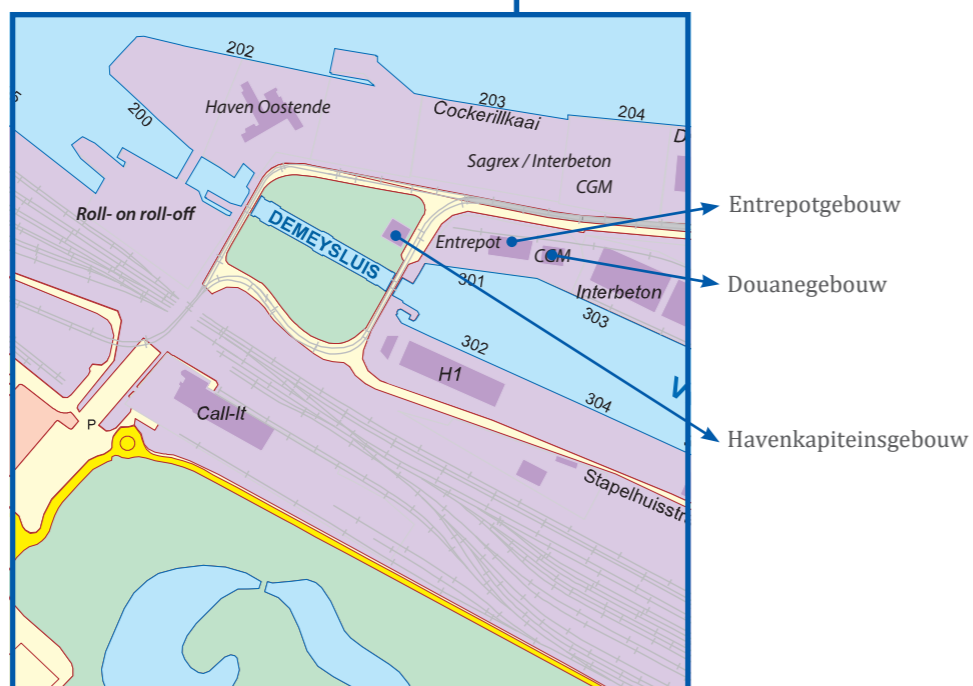 202
Haven Oostende
200
203
Cockerillkaai
204
Sagrex / Interbeton
CGM
Roll- on roll-off
DEMEYSLUIS
Entrepot
CGM
301
Interbeton
303
302
H1
304
Call-It
P
Stapelhuisstr
Entrepotgebouw
Douanegebouw
Havenkapiteinsgebouw